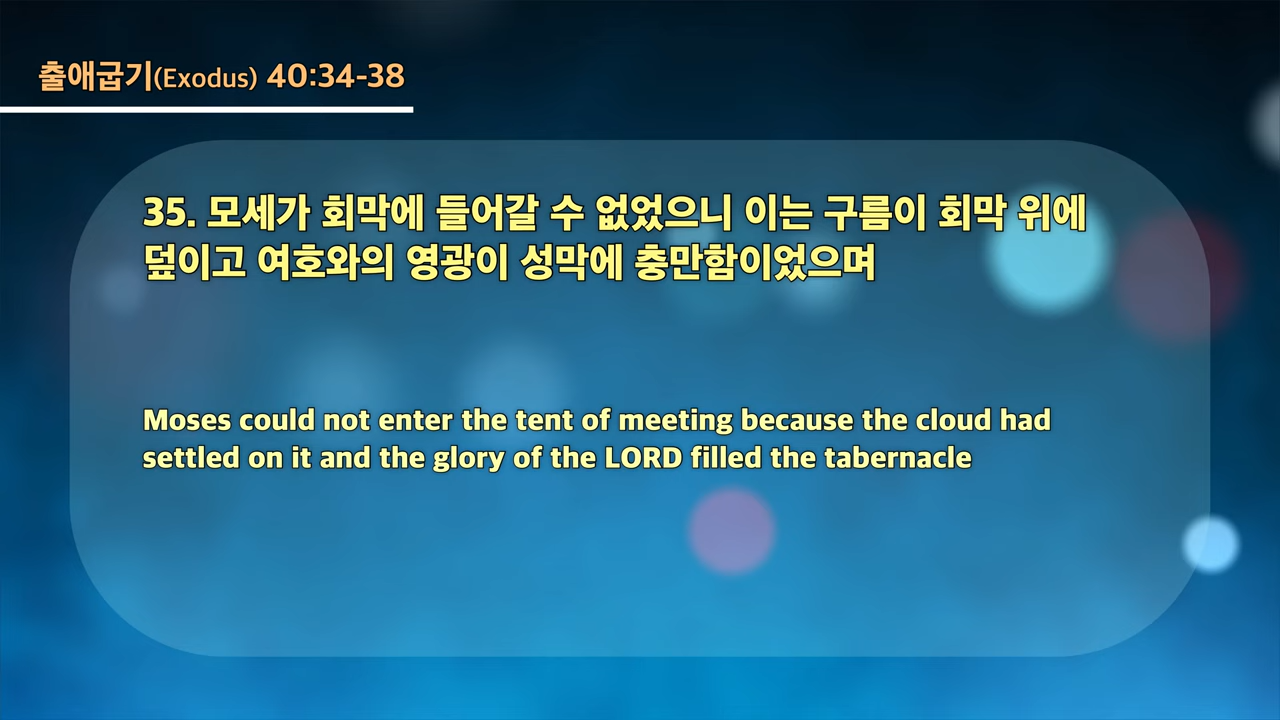 출애굽기(Exodus) 40:34-38
35. 모세가 회막에 들어갈 수 없었으니 이는 구름이 회막 위에
덮이고 여호와의 영광이 성막에 충만함이었으며
Moses could not enter the tent of meeting because the cloud had
settled on it and the glory of the LORD filled the tabernacle